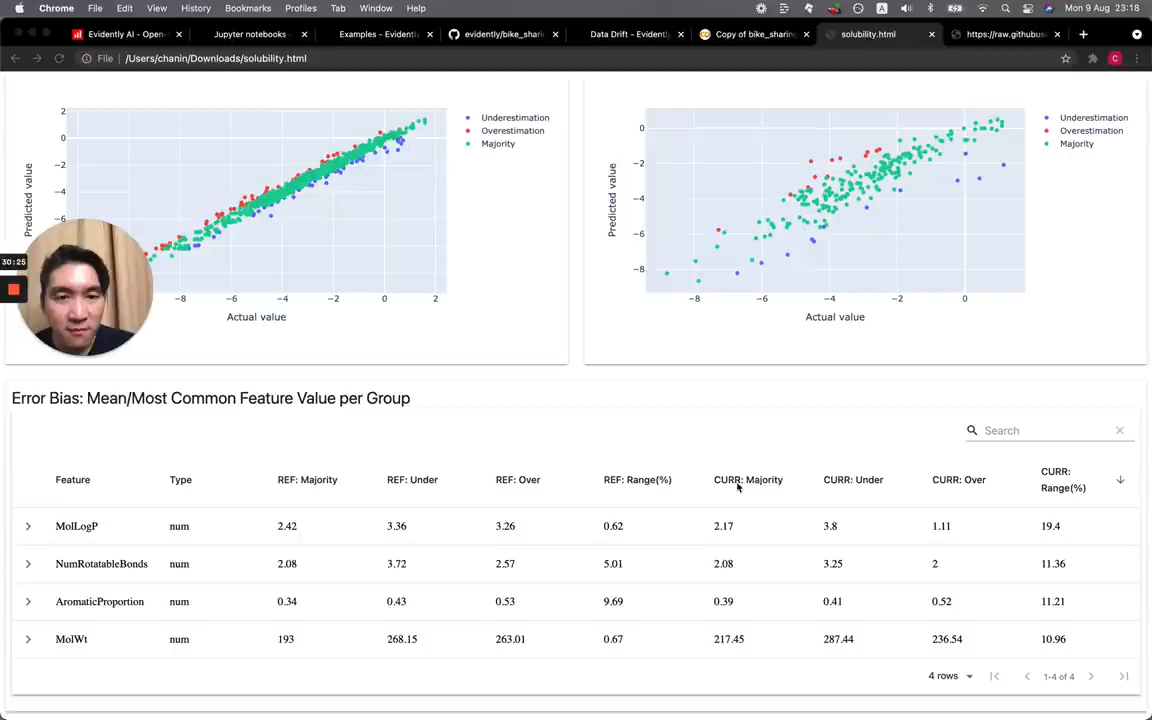 Chrome File Edit View History Bookmarks Profiles Tab Window Help A Mon 9 Aug 23:18
Evidently AI - Open- Jupyter notebooks - Examples - Evidently evidently/bike_shari Data Drift - Evidently Copy of bike_sharing solubility.html https://raw.githubus
File /Users/chanin/Downloads/solubility.html C
2
0
−2
−4
−6
Predicted value
−8 −6 −4 −2 0 2
Actual value
Underestimation
Overestimation
Majority
0
−2
−4
−6
−8
Predicted value
−8 −6 −4 −2 0
Actual value
Underestimation
Overestimation
Majority
30:25
Error Bias: Mean/Most Common Feature Value per Group
Search
Feature Type REF: Majority REF: Under REF: Over REF: Range(%) CURR: Majority CURR: Under CURR: Over CURR: Range(%)
MolLogP num 2.42 3.36 3.26 0.62 2.17 3.8 1.11 19.4
NumRotatableBonds num 2.08 3.72 2.57 5.01 2.08 3.25 2 11.36
AromaticProportion num 0.34 0.43 0.53 9.69 0.39 0.41 0.52 11.21
MolWt num 193 268.15 263.01 0.67 217.45 287.44 236.54 10.96
4 rows 1-4 of 4